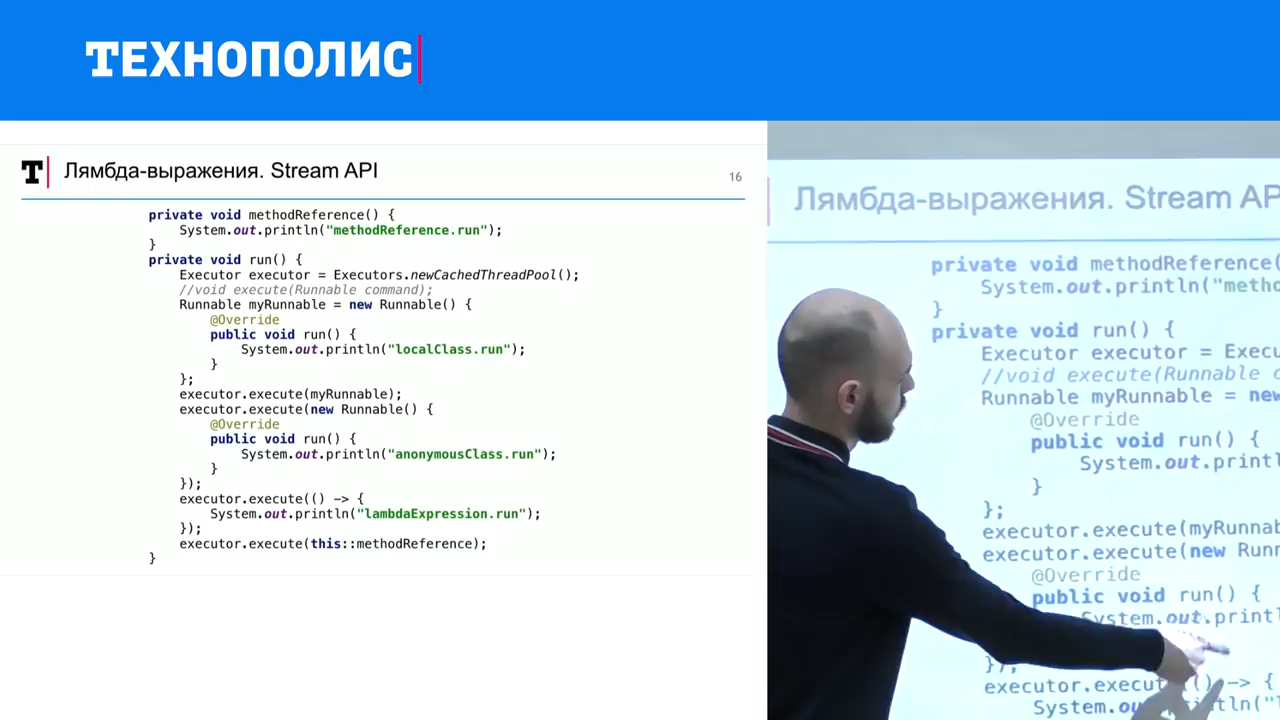 ТЕХНОПОЛИС
T Лямбда-выражения. Stream API
16
private void methodReference() {
System.out.println("methodReference.run");
}
private void run() {
Executor executor = Executors.newCachedThreadPool();
//void execute(Runnable command);
Runnable myRunnable = new Runnable() {
@Override
public void run() {
System.out.println("localClass.run");
}
};
executor.execute(myRunnable);
executor.execute(new Runnable() {
@Override
public void run() {
System.out.println("anonymousClass.run");
}
});
executor.execute(() -> {
System.out.println("lambdaExpression.run");
});
executor.execute(this::methodReference);
}
Лямбда-выражения. Stream AP
private void methodReference(
System.out.println("metho
}
private void run() {
Executor executor = Execu
//void execute(Runnable c
Runnable myRunnable = new
@Override
public void run() {
System.out.printl
}
};
executor.execute(myRunnab
executor.execute(new Runn
@Override
public void run() {
System.out.printl
});
executor.execut () -> {
System.ou tln("l